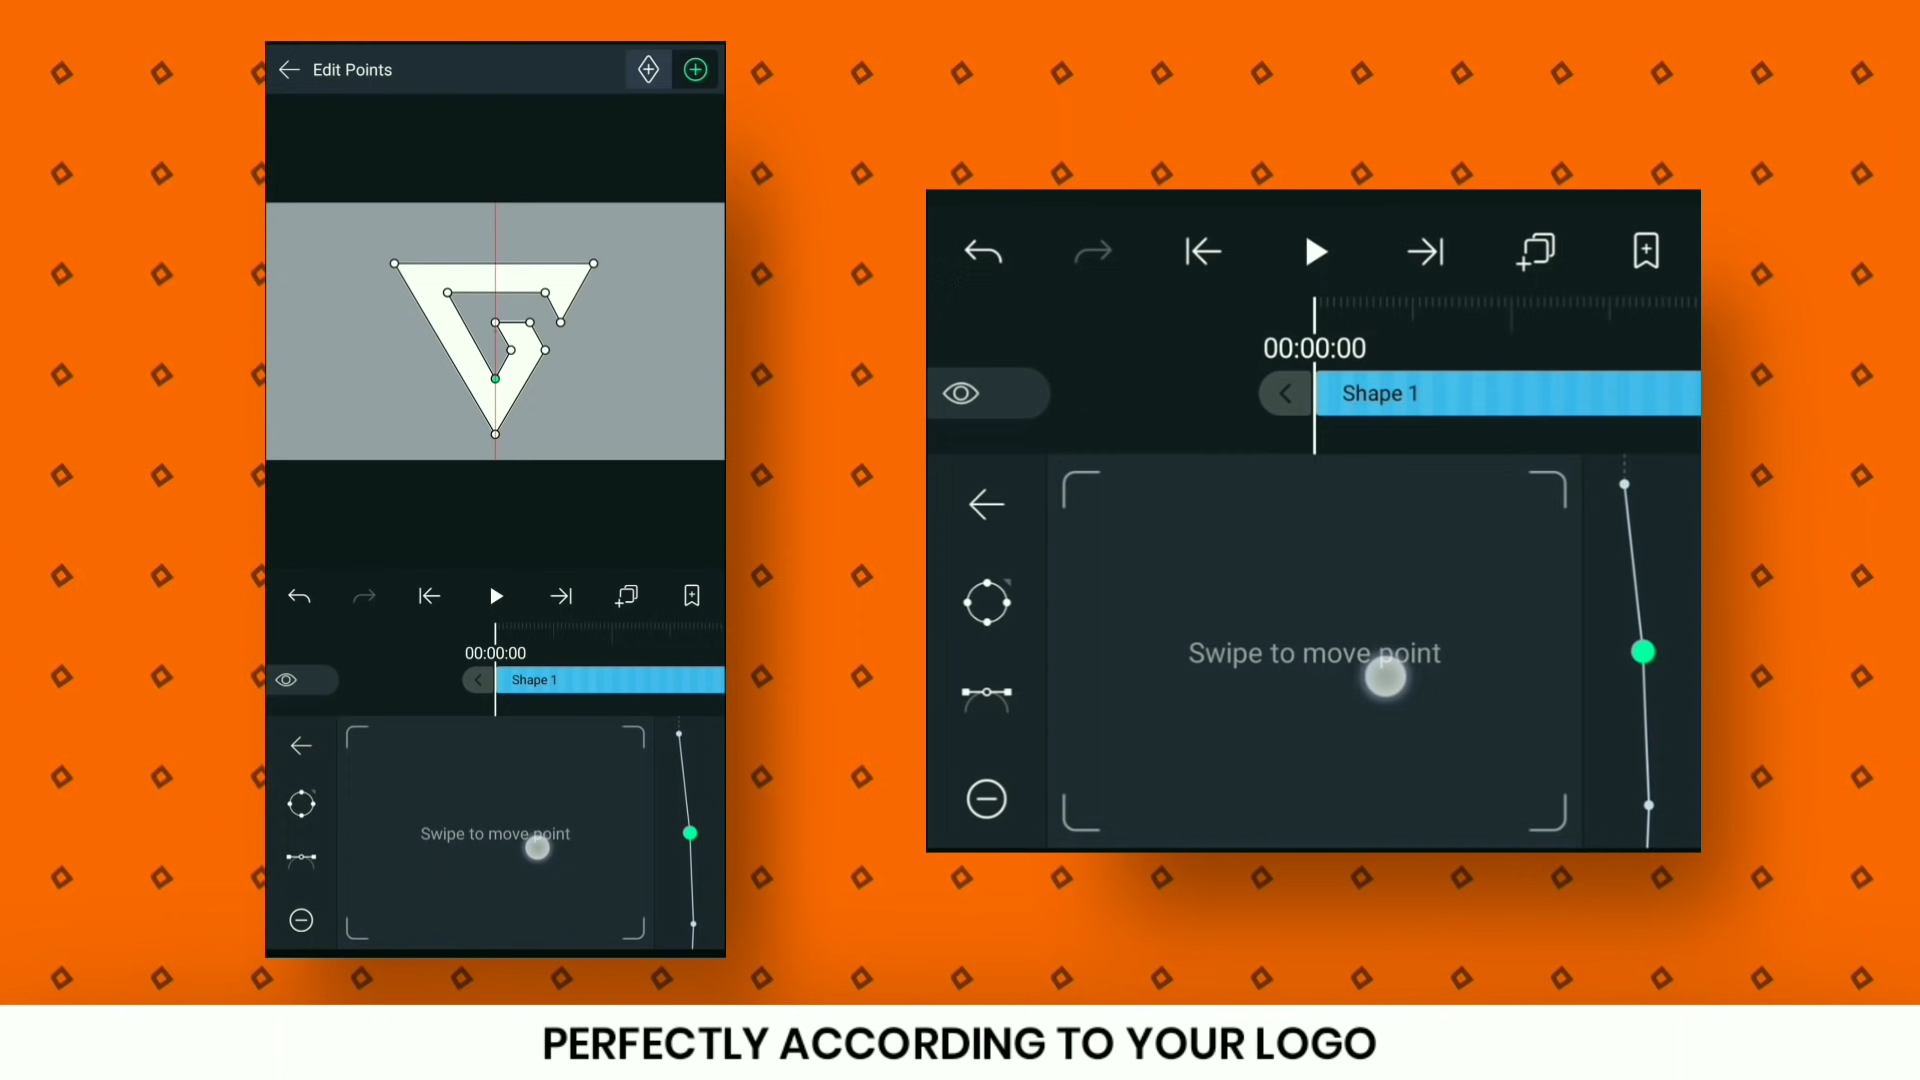 Edit Points
00:00:00
Shape 1
Swipe to move point
00:00:00
Shape 1
Swipe to move point
PERFECTLY ACCORDING TO YOUR LOGO